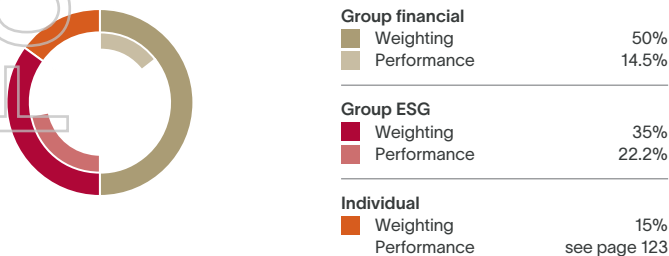 Group financial
Weighting 50%
Performance 14.5%
Group ESG
Weighting 35%
Performance 22.2%
Individual
Weighting 15%
Performance see page 123